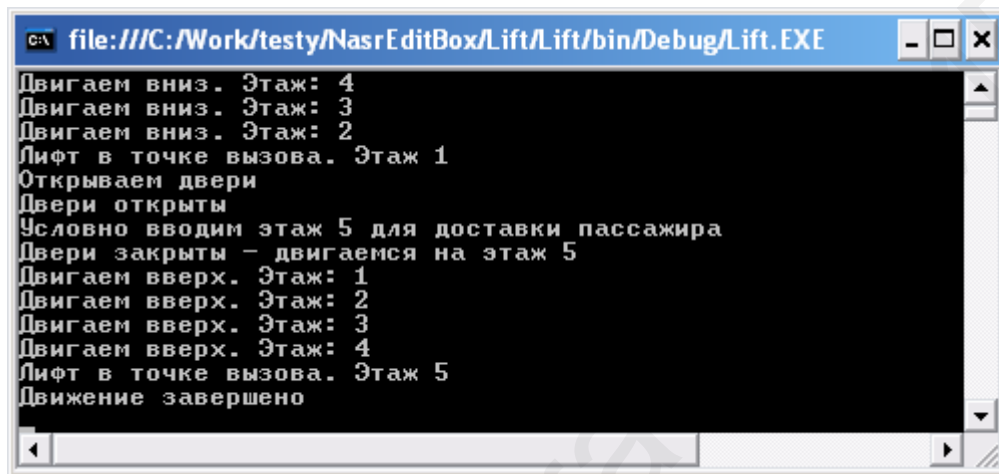 file:///C:/Work/testy/NasrEditBox/Lift/Lift/bin/Debug/Lift.EXE
Двигаем вниз. Этаж: 4
Двигаем вниз. Этаж: 3
Двигаем вниз. Этаж: 2
Лифт в точке вызова. Этаж 1
Открываем двери
Двери открыты
Условно вводим этаж 5 для доставки пассажира
Двери закрыты - двигаемся на этаж 5
Двигаем вверх. Этаж: 1
Двигаем вверх. Этаж: 2
Двигаем вверх. Этаж: 3
Двигаем вверх. Этаж: 4
Лифт в точке вызова. Этаж 5
Движение завершено